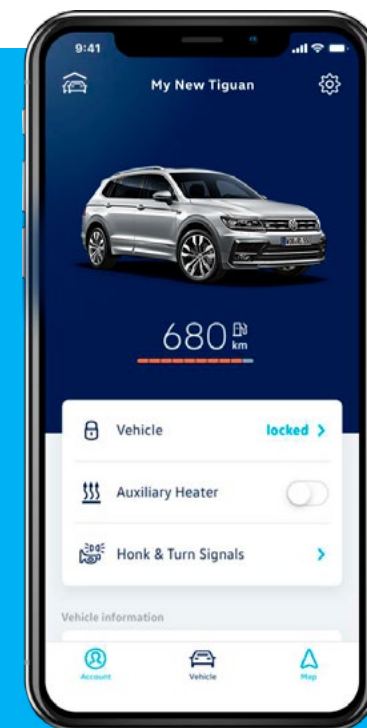 9:41
My New Tiguan
680 km
Vehicle locked
Auxiliary Heater
Honk & Turn Signals
Vehicle information
Account Vehicle Map